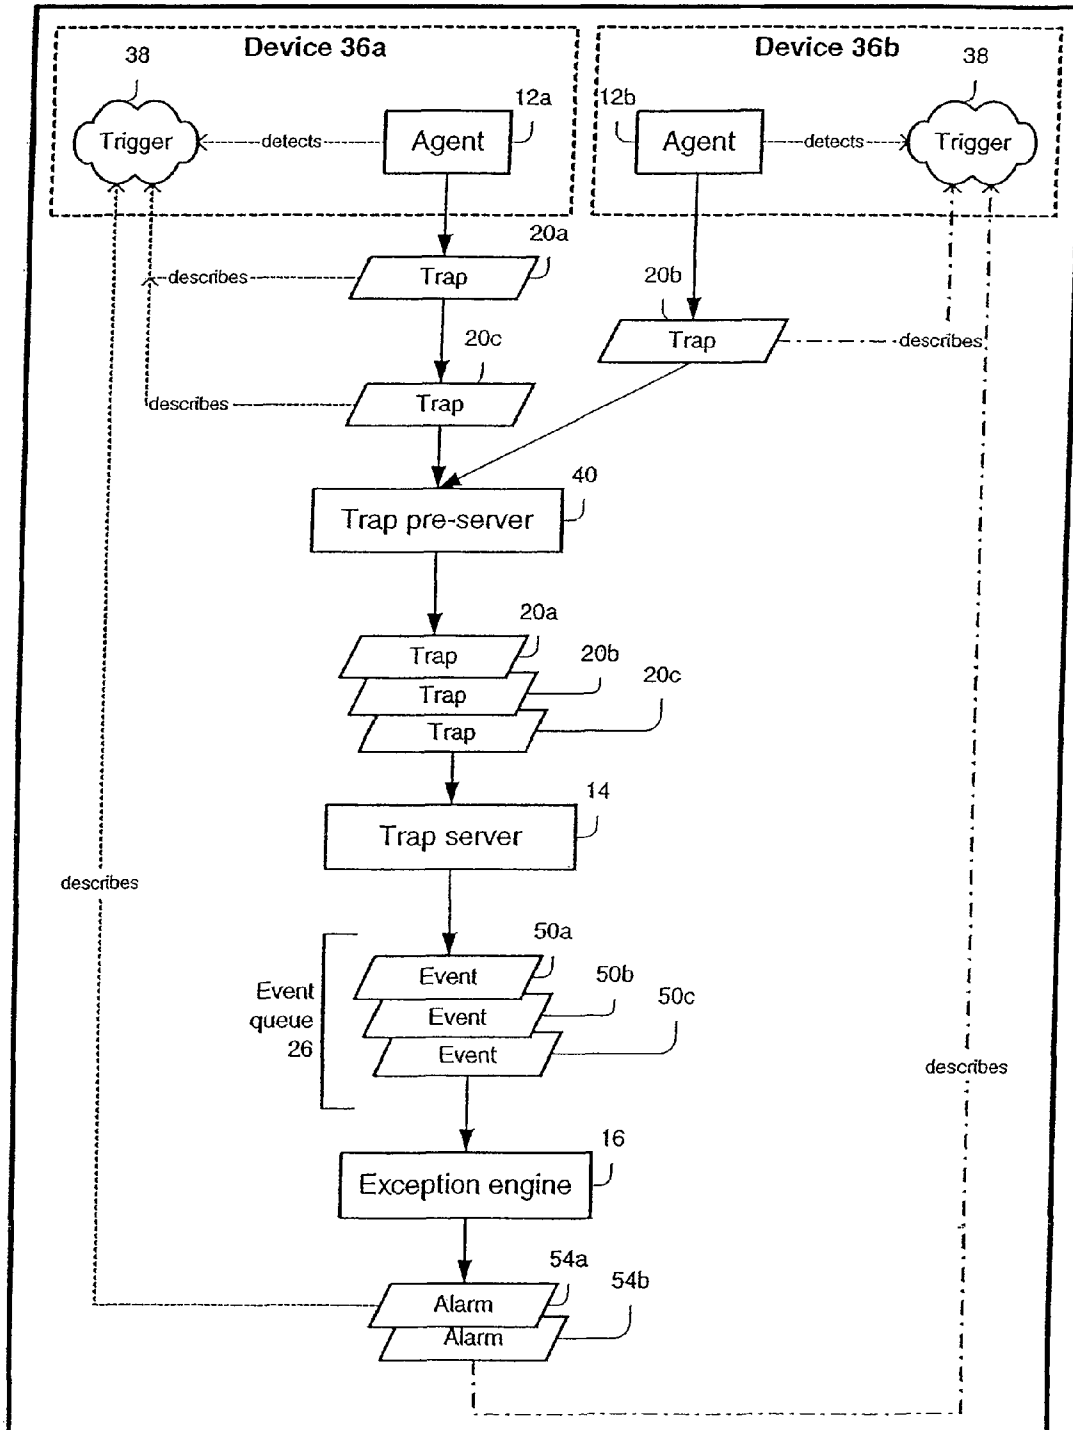 Device 36a
Device 36b
38
38
12a
12b
Trigger
detects
Agent
Agent
detects
Trigger
20a
describes
Trap
20b
20c
Trap
describes
describes
Trap
40
Trap pre-server
20a
Trap
20b
Trap
20c
Trap
14
Trap server
describes
50a
Event
50b
Event
50c
Event
Event
queue
26
describes
16
Exception engine
54a
54b
Alarm
Alarm